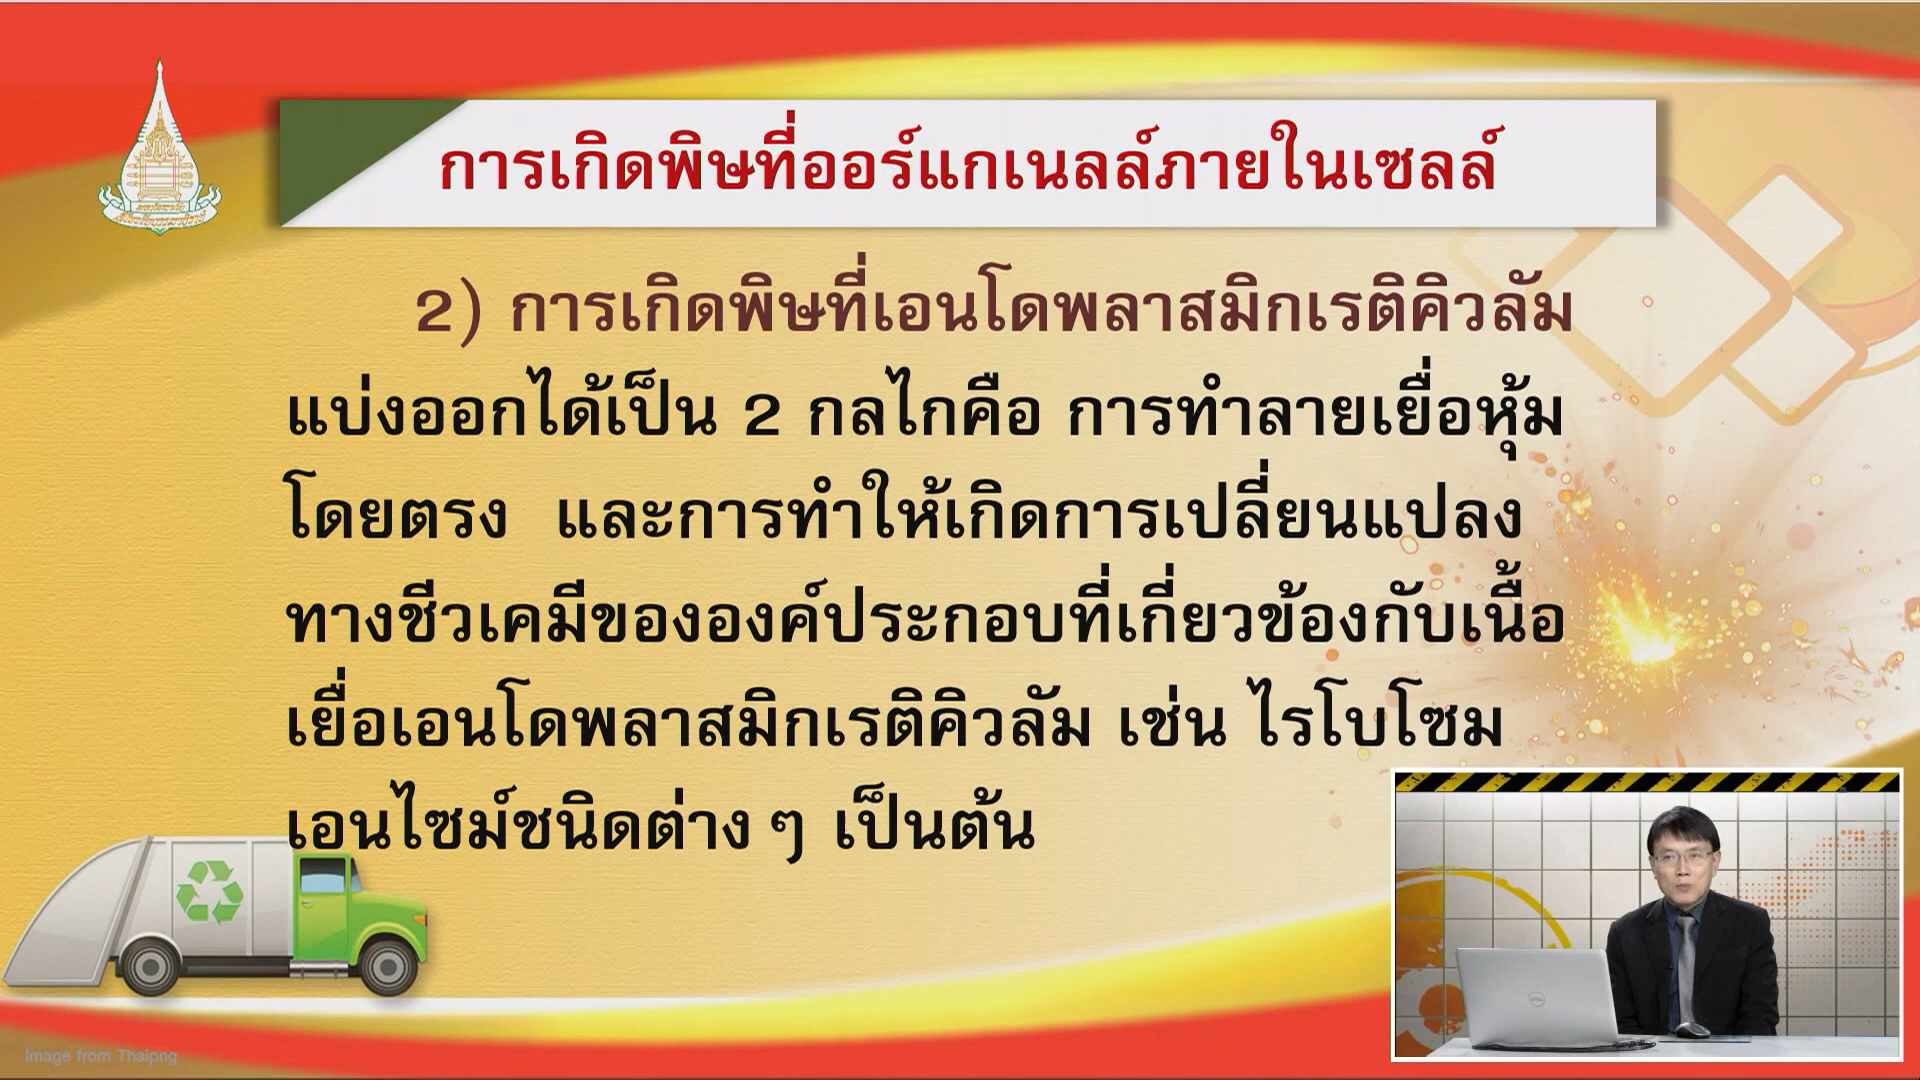 การเกิดพิษที่ออร์แกเนลล์ภายในเซลล์
2) การเกิดพิษที่เอนโดพลาสมิกเรติคิวลัม
แบ่งออกได้เป็น 2 กลไกคือ การทำลายเยื่อหุ้ม
โดยตรง และการทำให้เกิดการเปลี่ยนแปลง
ทางชีวเคมีขององค์ประกอบที่เกี่ยวข้องกับเนื้อ
เยื่อเอนโดพลาสมิกเรติคิวลัม เช่น ไรโบโซม
เอนไซม์ชนิดต่าง ๆ เป็นต้น
Image from Thaipng